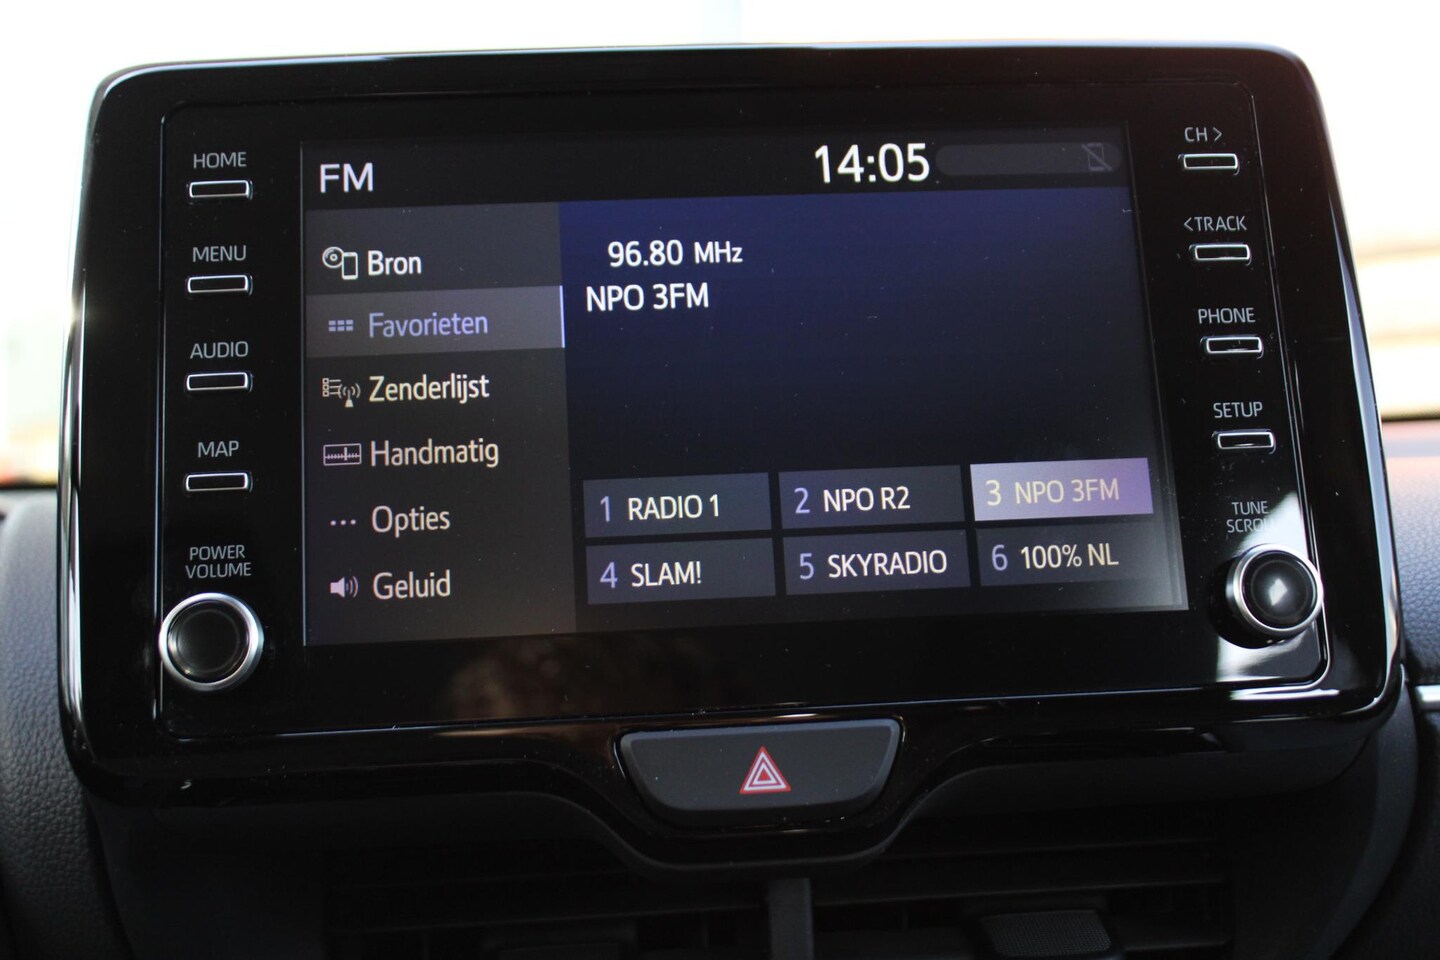 HOME
MENU
AUDIO
MAP
POWER
VOLUME
FM
14:05
Bron
Favorieten
Zenderlijst
Handmatig
Opties
Geluid
96.80 MHz
NPO 3FM
1 RADIO 1
2 NPO R2
3 NPO 3FM
4 SLAM!
5 SKYRADIO
6 100% NL
CH >
<TRACK
PHONE
SETUP
TUNE
SCROLL